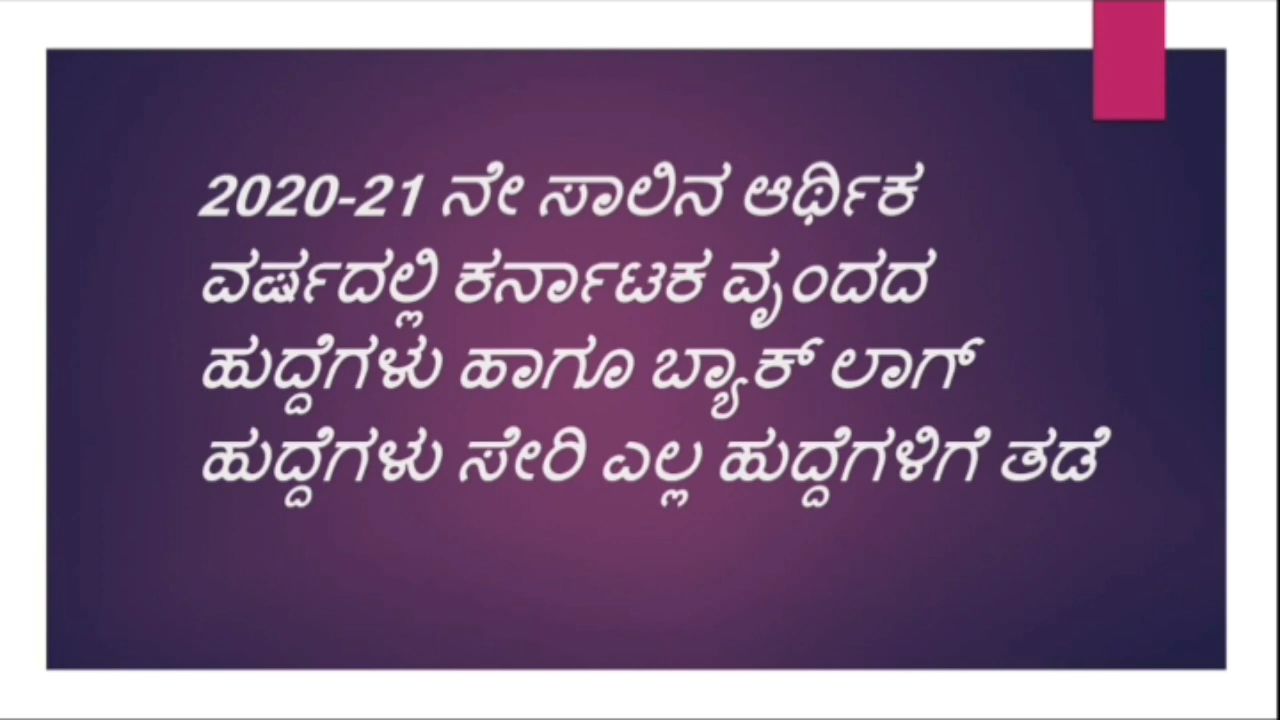 2020-21 ನೇ ಸಾಲಿನ ಆರ್ಥಿಕ
ವರ್ಷದಲ್ಲಿ ಕರ್ನಾಟಕ ವೃಂದದ
ಹುದ್ದೆಗಳು ಹಾಗೂ ಬ್ಯಾಕ್ ಲಾಗ್
ಹುದ್ದೆಗಳು ಸೇರಿ ಎಲ್ಲ ಹುದ್ದೆಗಳಿಗೆ ತಡೆ